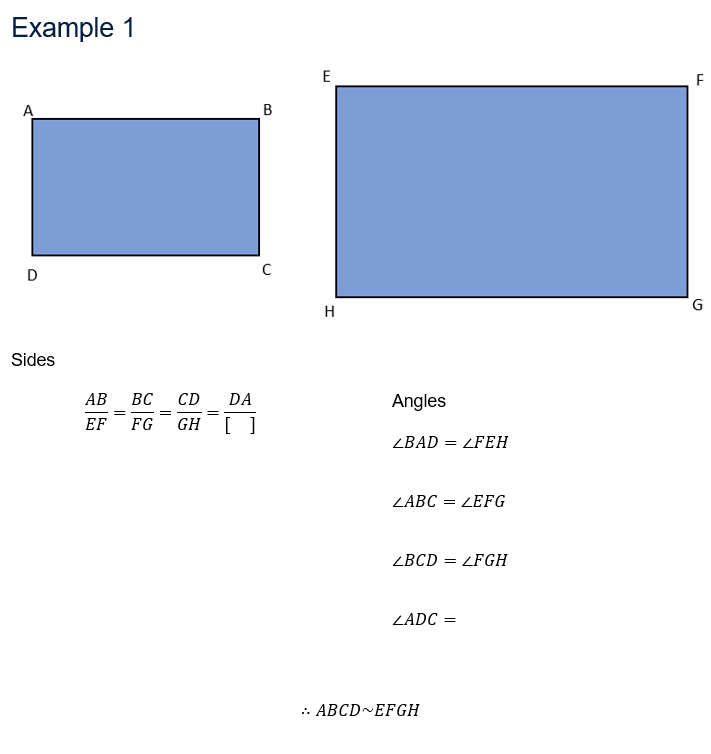 Example 1
A B
D C
E F
H G
Sides
AB/EF = BC/FG = CD/GH = DA/[ ]
Angles
∠BAD = ∠FEH
∠ABC = ∠EFG
∠BCD = ∠FGH
∠ADC =
∴ ABCD~EFGH